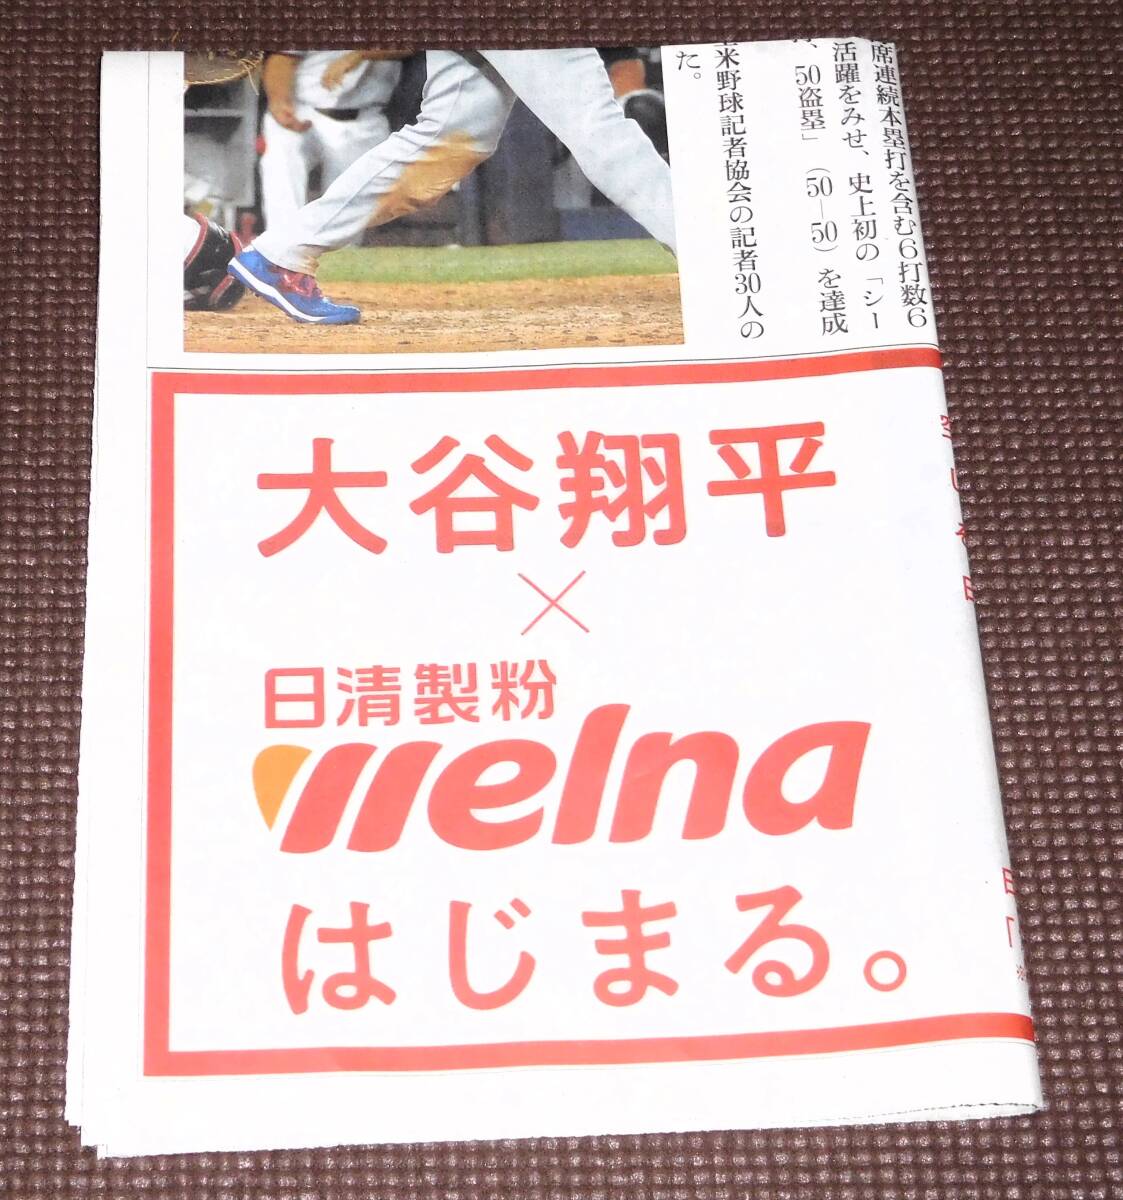 席連続本塁打を含む6打数6
活躍をみせ、史上初の「シー
、50盗塁」(50―50)を達成
米野球記者協会の記者30人の
た。
大谷翔平
×
日清製粉
welna
はじまる。